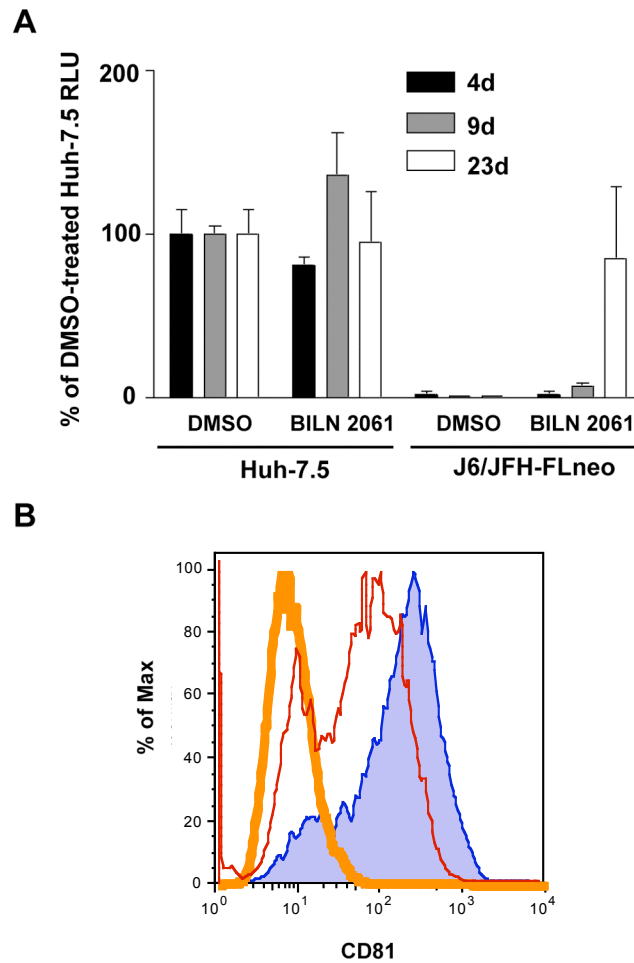 A
% of DMSO-treated Huh-7.5 RLU
200
100
0
4d
9d
23d
DMSO BILN 2061 DMSO BILN 2061
Huh-7.5 J6/JFH-FLneo
B
% of Max
100
80
60
40
20
0
10^0 10^1 10^2 10^3 10^4
CD81